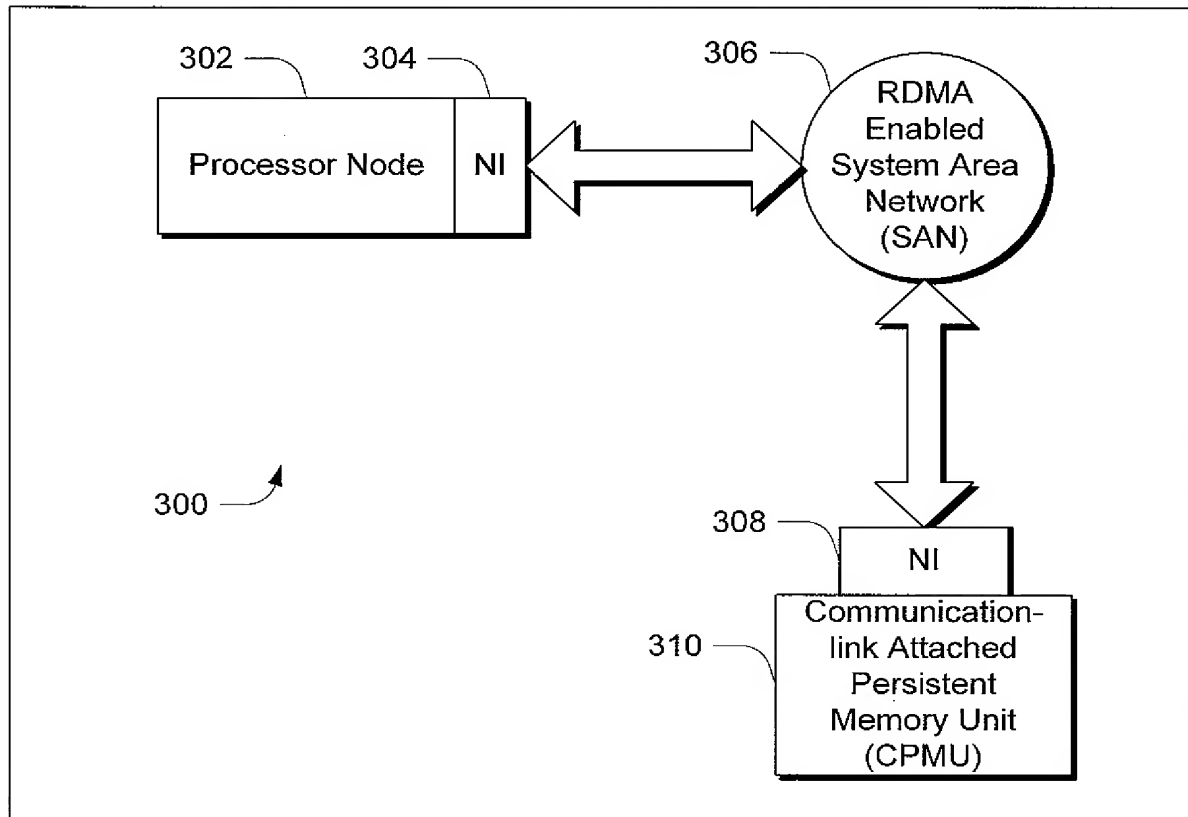 302
304
306
Processor Node
NI
RDMA
Enabled
System Area
Network
(SAN)
300
308
NI
310
Communication-
link Attached
Persistent
Memory Unit
(CPMU)